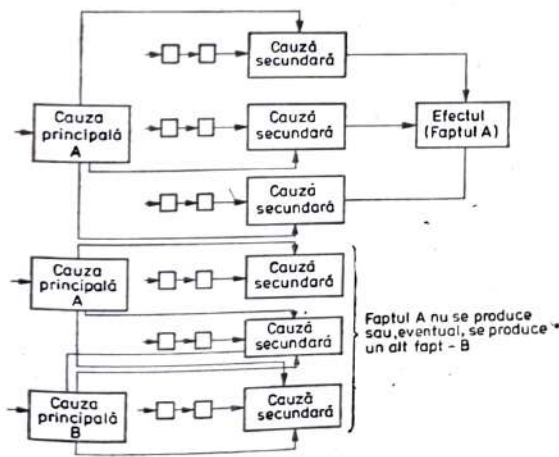 Cauză
secundară
Cauza
principală
A
Cauză
secundară
Efectul
(Faptul A)
Cauză
secundară
Cauza
principală
A
Cauză
secundară
Cauză
secundară
Faptul A nu se produce
sau, eventual, se produce
un alt fapt - B
Cauza
principală
B
Cauză
secundară